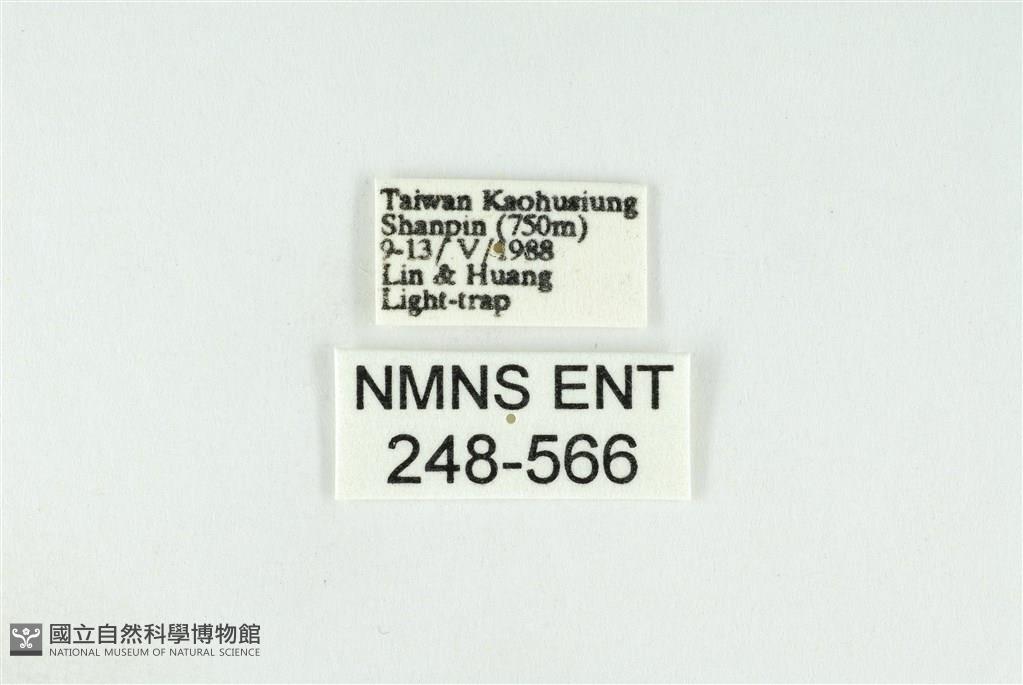 Taiwan Kaohusiung
Shanpin (750m)
9-13/ V/1988
Lin & Huang
Light-trap
NMNS ENT
248-566
國立自然科學博物館
NATIONAL MUSEUM OF NATURAL SCIENCE